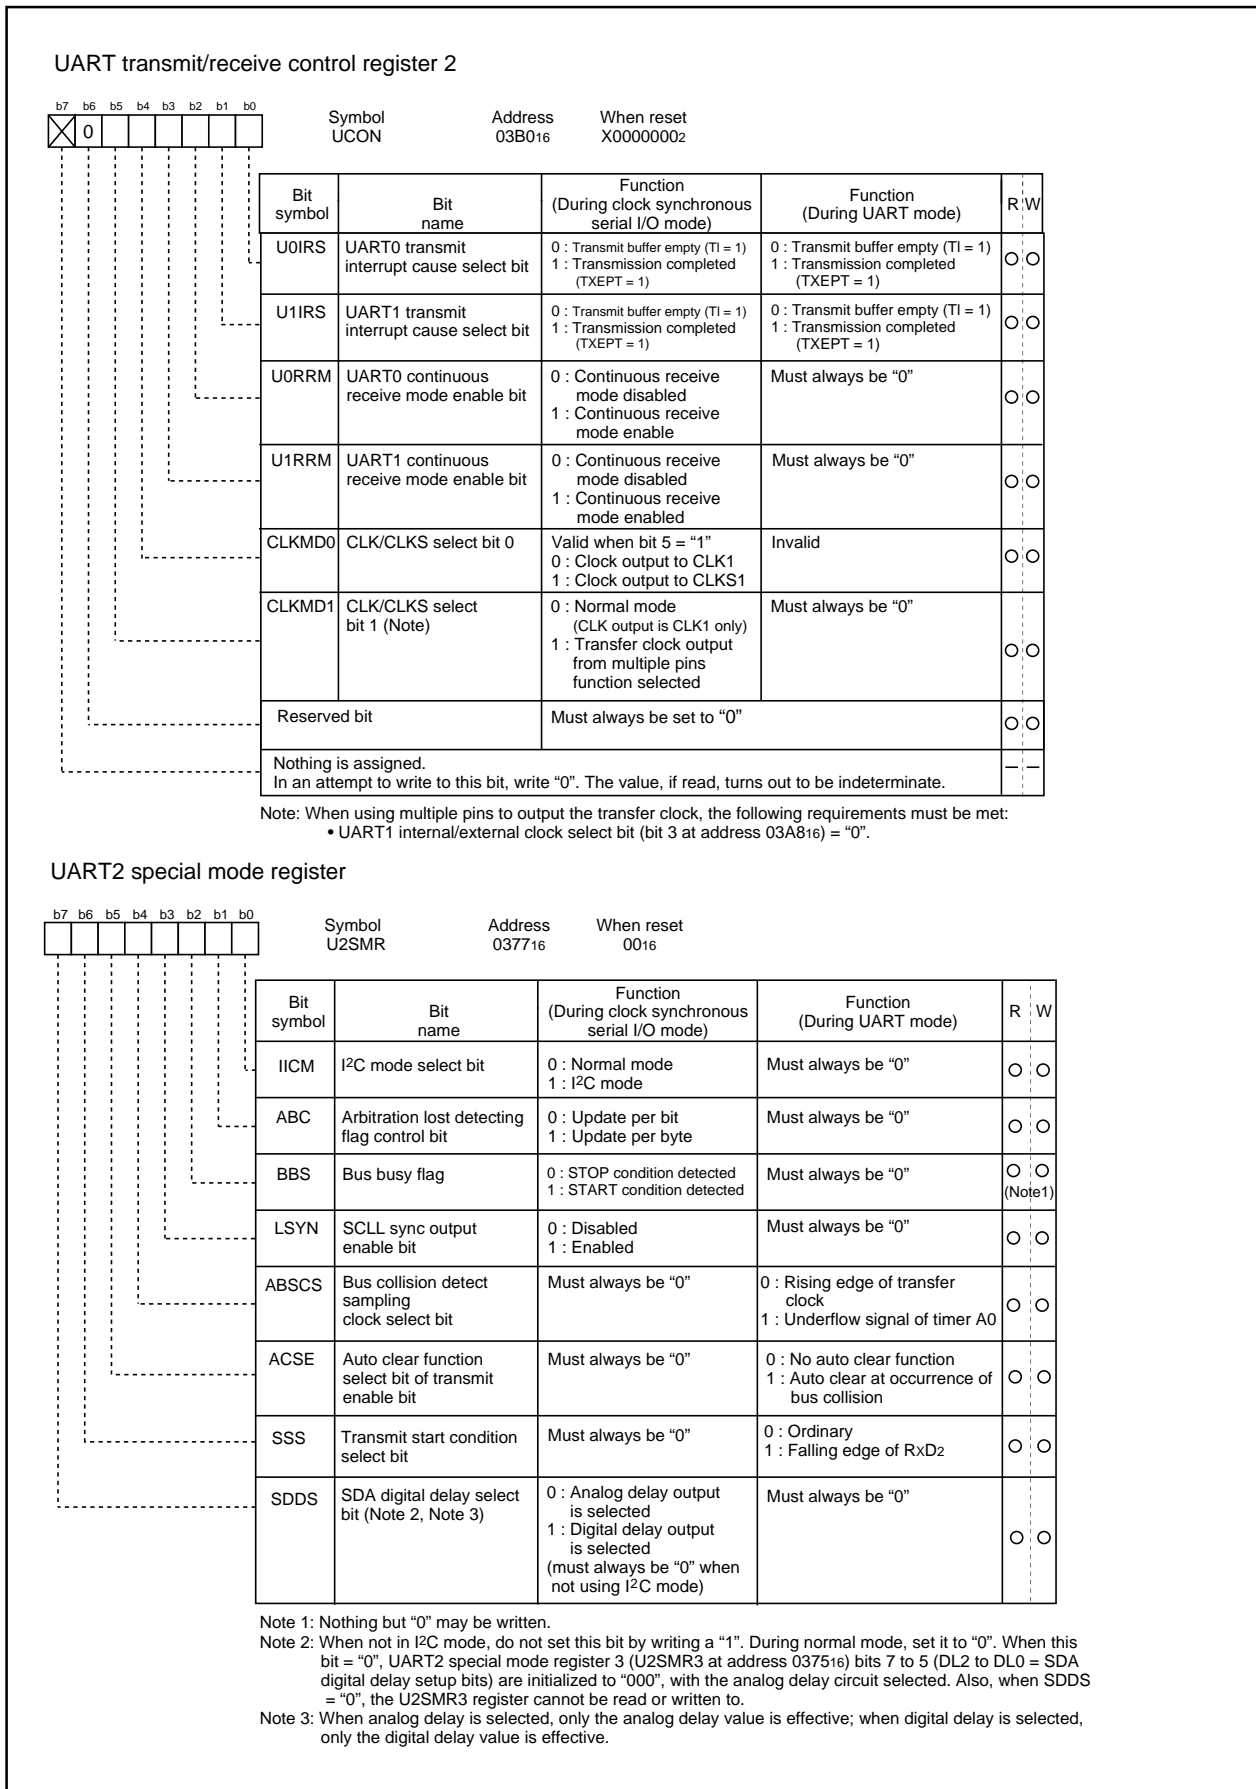 UART transmit/receive control register 2
b7 b6 b5 b4 b3 b2 b1 b0
0
Symbol Address When reset
UCON 03B016 X00000002
Bit symbol
Bit name
Function
(During clock synchronous
serial I/O mode)
Function
(During UART mode)
R W
U0IRS
UART0 transmit
interrupt cause select bit
0 : Transmit buffer empty (TI = 1)
1 : Transmission completed
(TXEPT = 1)
0 : Transmit buffer empty (TI = 1)
1 : Transmission completed
(TXEPT = 1)
U1IRS
UART1 transmit
interrupt cause select bit
0 : Transmit buffer empty (TI = 1)
1 : Transmission completed
(TXEPT = 1)
0 : Transmit buffer empty (TI = 1)
1 : Transmission completed
(TXEPT = 1)
U0RRM
UART0 continuous
receive mode enable bit
0 : Continuous receive
mode disabled
1 : Continuous receive
mode enable
Must always be “0”
U1RRM
UART1 continuous
receive mode enable bit
0 : Continuous receive
mode disabled
1 : Continuous receive
mode enabled
Must always be “0”
CLKMD0
CLK/CLKS select bit 0
Valid when bit 5 = “1”
0 : Clock output to CLK1
1 : Clock output to CLKS1
Invalid
CLKMD1
CLK/CLKS select
bit 1 (Note)
0 : Normal mode
(CLK output is CLK1 only)
1 : Transfer clock output
from multiple pins
function selected
Must always be “0”
Reserved bit
Must always be set to “0”
Nothing is assigned.
In an attempt to write to this bit, write “0”. The value, if read, turns out to be indeterminate.
– –
Note: When using multiple pins to output the transfer clock, the following requirements must be met:
• UART1 internal/external clock select bit (bit 3 at address 03A816) = “0”.
UART2 special mode register
b7 b6 b5 b4 b3 b2 b1 b0
Symbol Address When reset
U2SMR 037716 0016
Bit symbol
Bit name
Function
(During clock synchronous
serial I/O mode)
Function
(During UART mode)
R W
IICM
I2C mode select bit
0 : Normal mode
1 : I2C mode
Must always be “0”
ABC
Arbitration lost detecting
flag control bit
0 : Update per bit
1 : Update per byte
Must always be “0”
BBS
Bus busy flag
0 : STOP condition detected
1 : START condition detected
Must always be “0”
(Note1)
LSYN
SCLL sync output
enable bit
0 : Disabled
1 : Enabled
Must always be “0”
ABSCS
Bus collision detect
sampling
clock select bit
Must always be “0”
0 : Rising edge of transfer
clock
1 : Underflow signal of timer A0
ACSE
Auto clear function
select bit of transmit
enable bit
Must always be “0”
0 : No auto clear function
1 : Auto clear at occurrence of
bus collision
SSS
Transmit start condition
select bit
Must always be “0”
0 : Ordinary
1 : Falling edge of RxD2
SDDS
SDA digital delay select
bit (Note 2, Note 3)
0 : Analog delay output
is selected
1 : Digital delay output
is selected
(must always be “0” when
not using I2C mode)
Must always be “0”
Note 1: Nothing but “0” may be written.
Note 2: When not in I2C mode, do not set this bit by writing a “1”. During normal mode, set it to “0”. When this
bit = “0”, UART2 special mode register 3 (U2SMR3 at address 037516) bits 7 to 5 (DL2 to DL0 = SDA
digital delay setup bits) are initialized to “000”, with the analog delay circuit selected. Also, when SDDS
= “0”, the U2SMR3 register cannot be read or written to.
Note 3: When analog delay is selected, only the analog delay value is effective; when digital delay is selected,
only the digital delay value is effective.